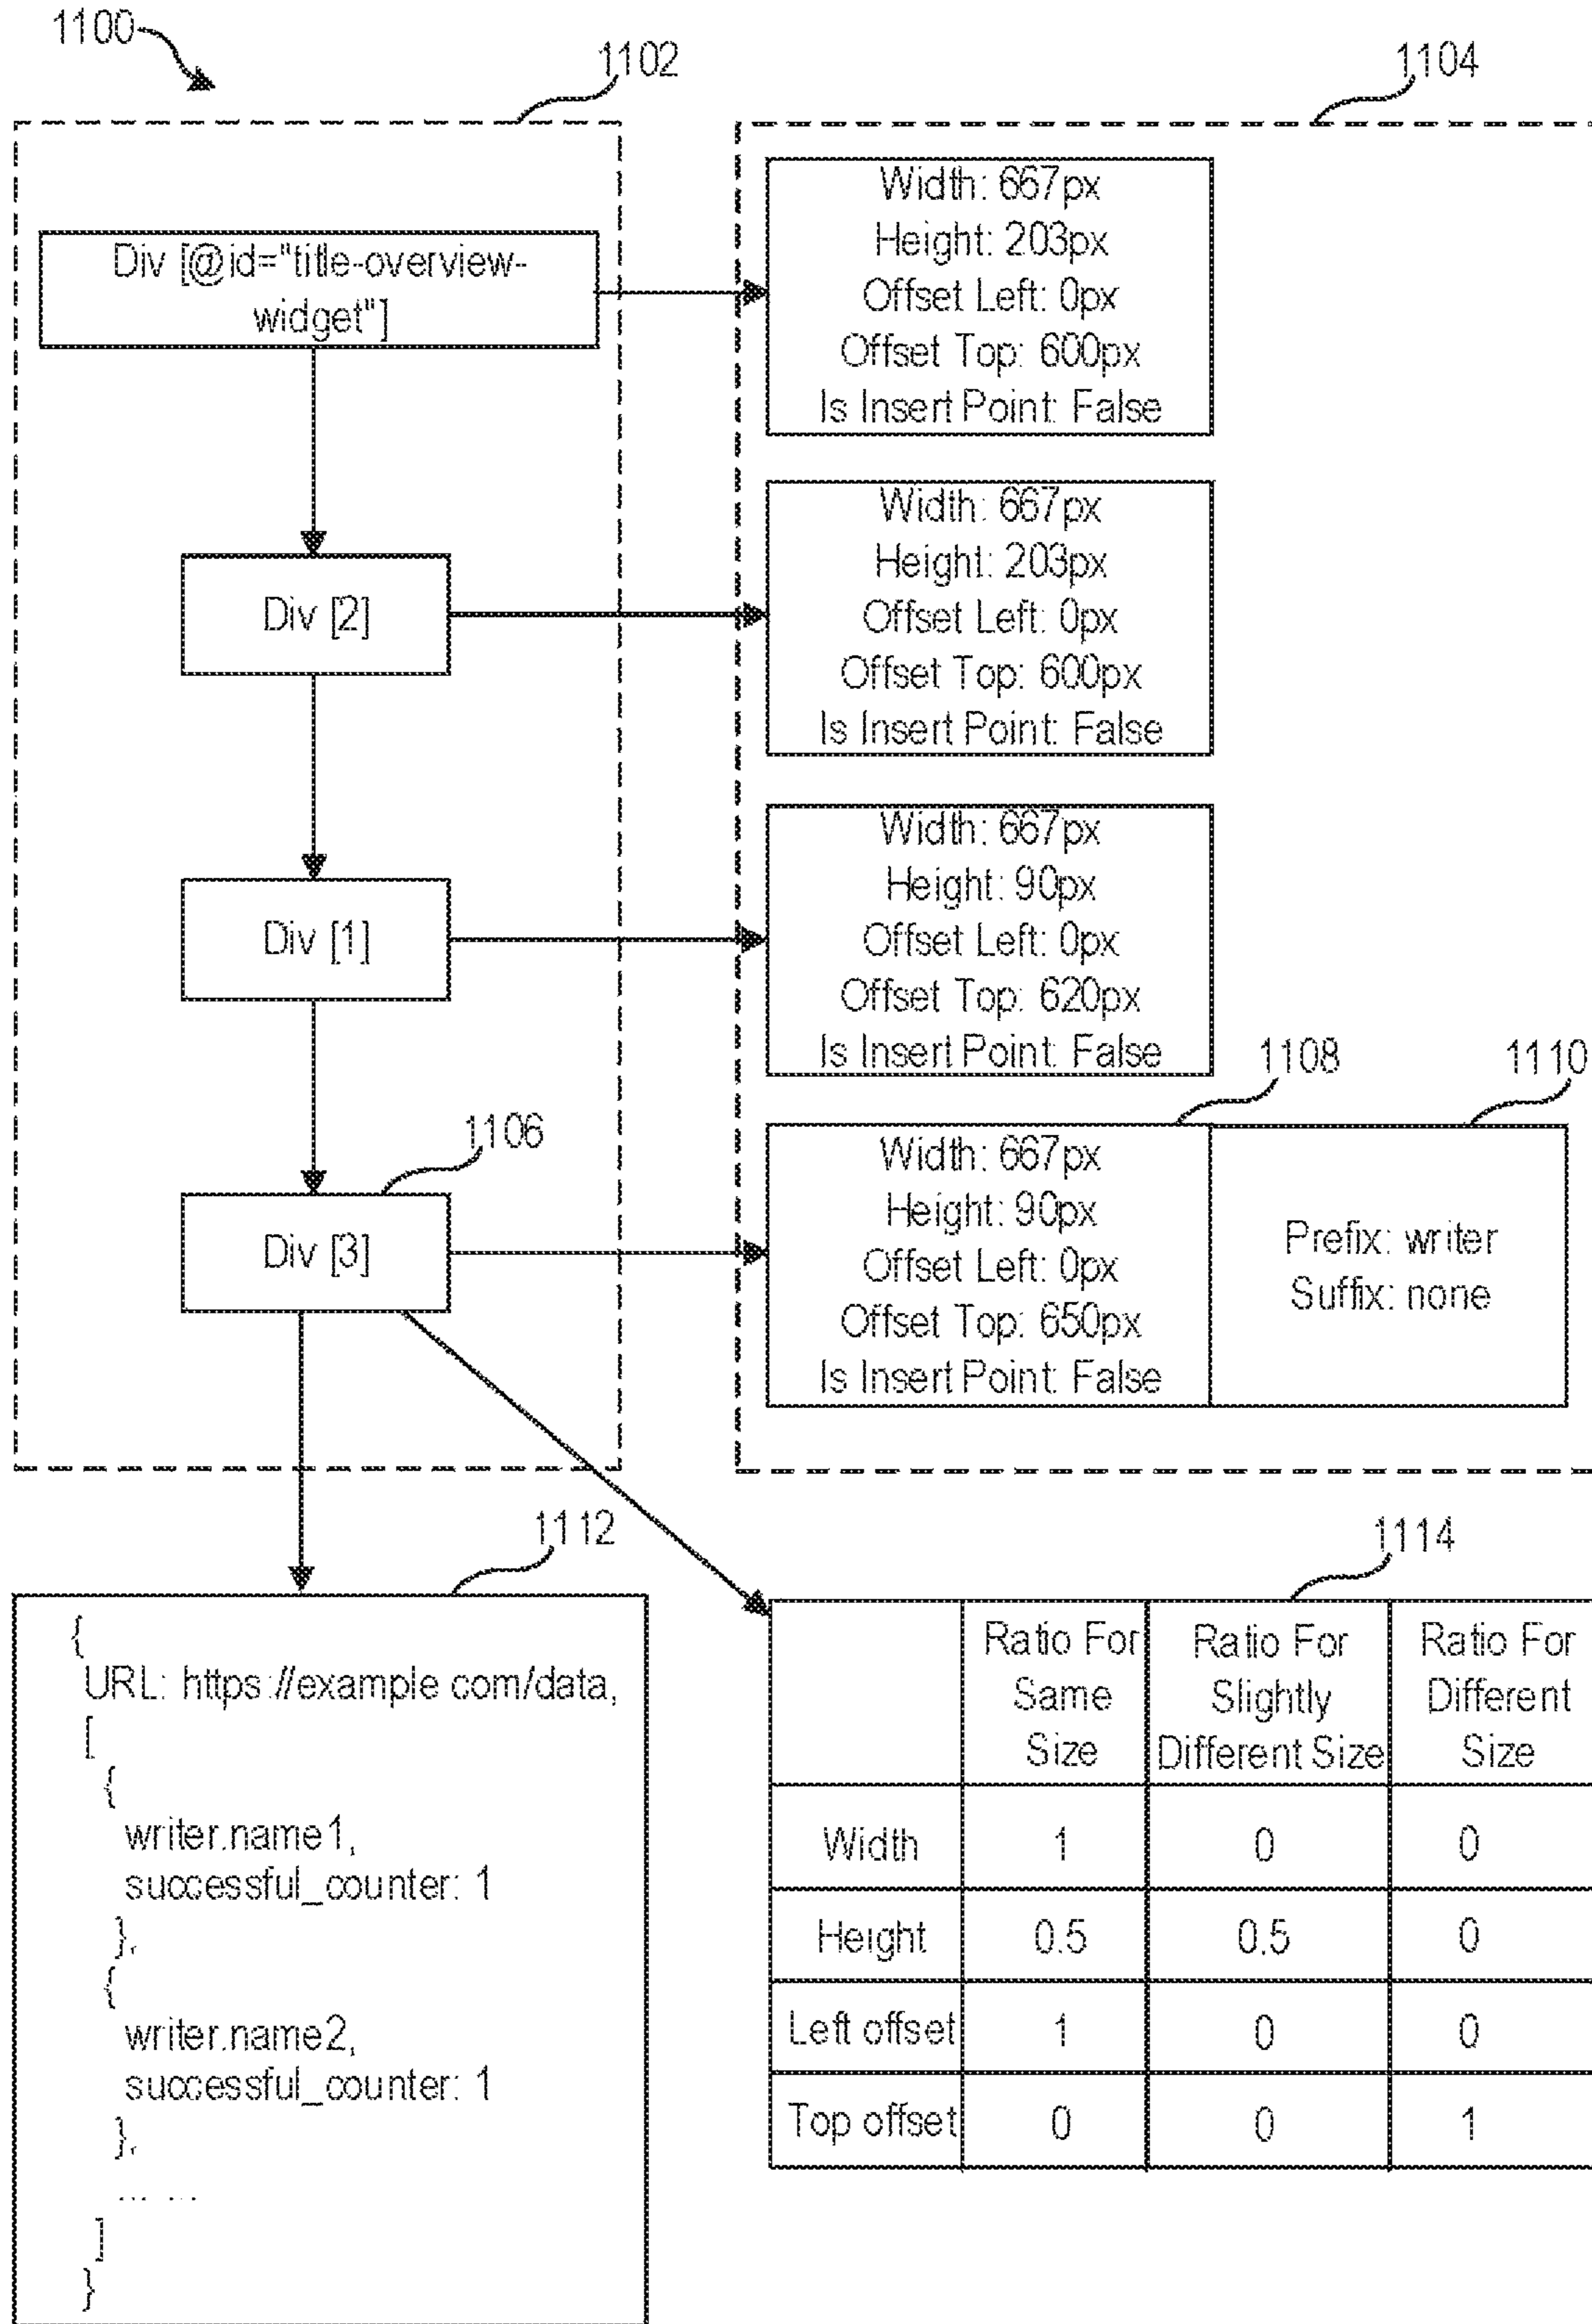 1100
1102
1104
Div [@id="title-overview-
widget"]
Width: 667px
Height: 203px
Offset Left: 0px
Offset Top: 600px
Is Insert Point: False
Div [2]
Width: 667px
Height: 203px
Offset Left: 0px
Offset Top: 600px
Is Insert Point: False
Div [1]
Width: 667px
Height: 90px
Offset Left: 0px
Offset Top: 620px
Is Insert Point: False
1106
Div [3]
1108
1110
Width: 667px
Height: 90px
Offset Left: 0px
Offset Top: 650px
Is Insert Point: False
Prefix: writer
Suffix: none
1112
{
URL: https://example.com/data,
[
{
writer.name1,
successful_counter: 1
},
{
writer.name2,
successful_counter: 1
},
... ...
]
}
1114
Ratio For
Same
Size
Ratio For
Slightly
Different Size
Ratio For
Different
Size
Width 1 0 0
Height 0.5 0.5 0
Left offset 1 0 0
Top offset 0 0 1